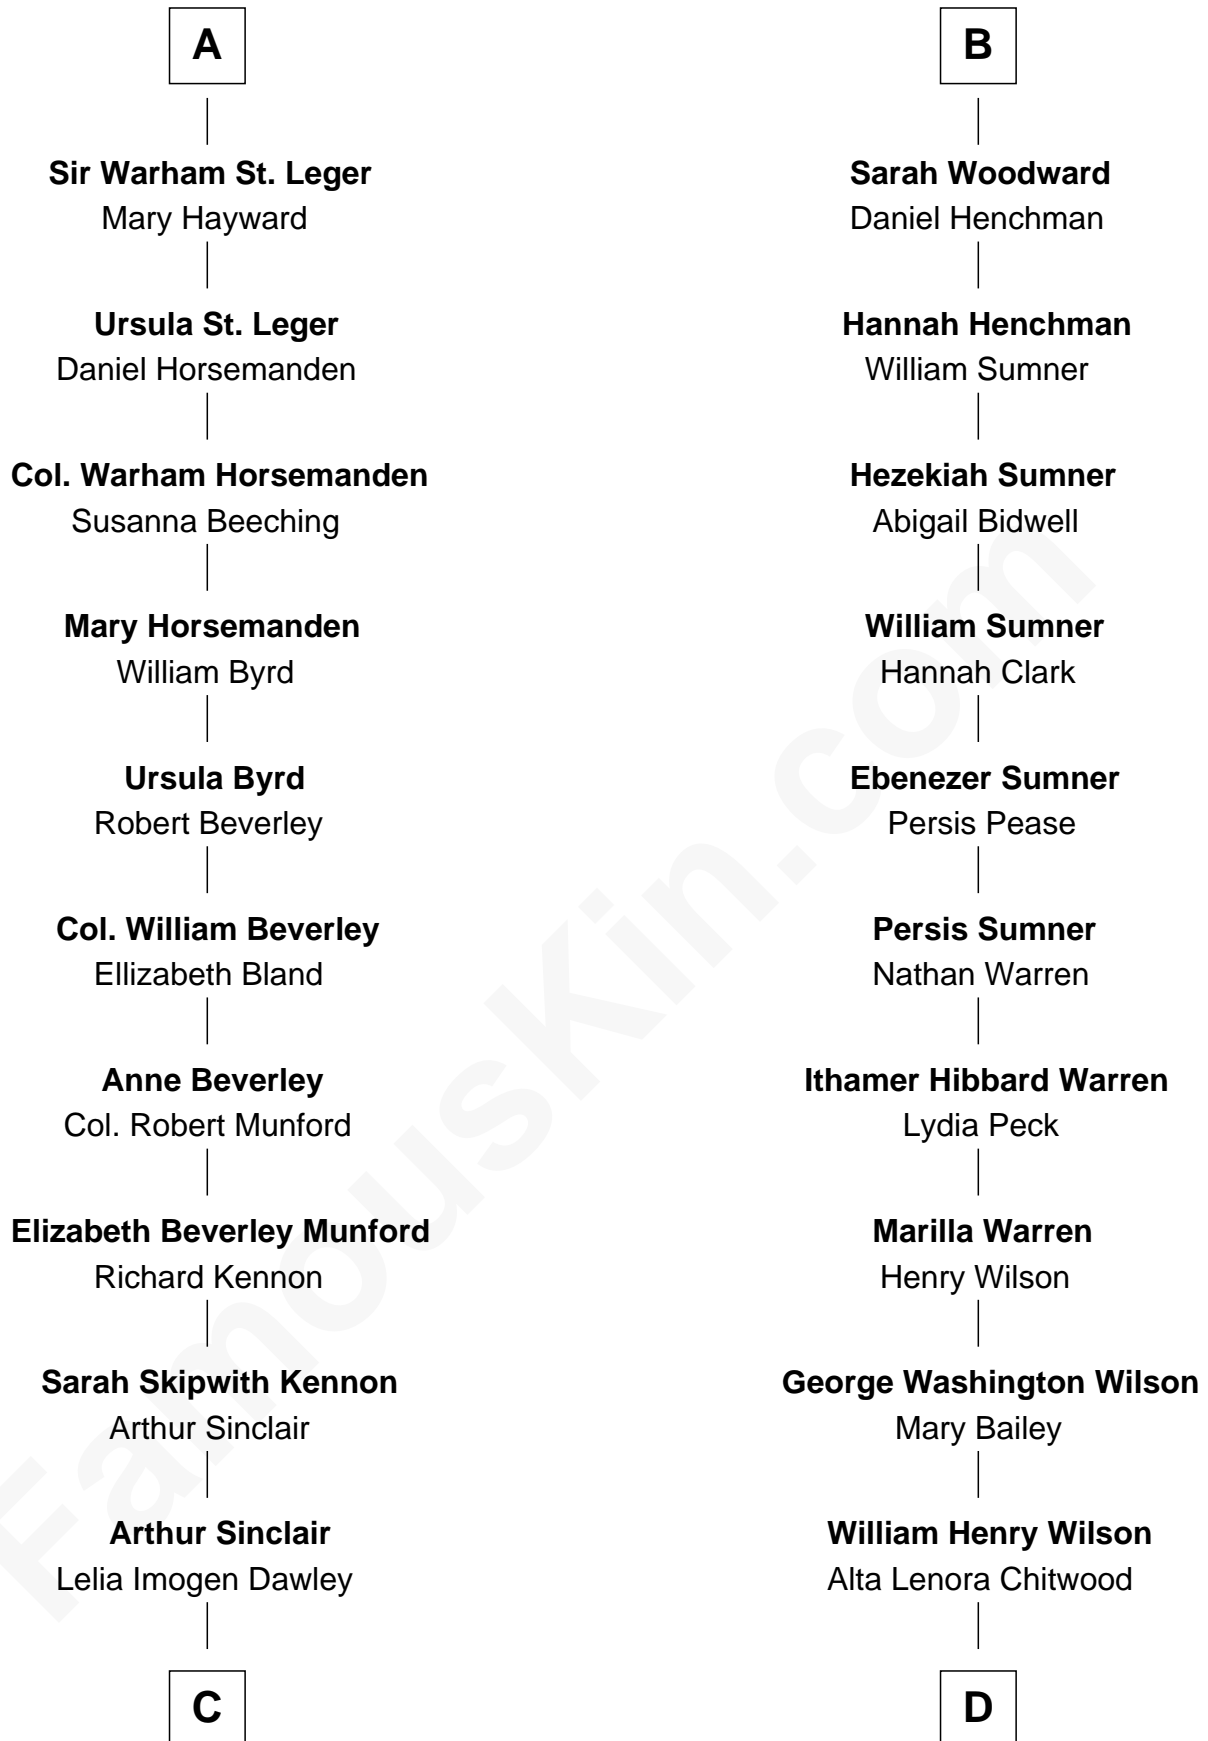 A
Sir Warham St. Leger
Mary Hayward
Ursula St. Leger
Daniel Horsemanden
Col. Warham Horsemanden
Susanna Beeching
Mary Horsemanden
William Byrd
Ursula Byrd
Robert Beverley
Col. William Beverley
Ellizabeth Bland
Anne Beverley
Col. Robert Munford
Elizabeth Beverley Munford
Richard Kennon
Sarah Skipwith Kennon
Arthur Sinclair
Arthur Sinclair
Lelia Imogen Dawley
C
B
Sarah Woodward
Daniel Henchman
Hannah Henchman
William Sumner
Hezekiah Sumner
Abigail Bidwell
William Sumner
Hannah Clark
Ebenezer Sumner
Persis Pease
Persis Sumner
Nathan Warren
Ithamer Hibbard Warren
Lydia Peck
Marilla Warren
Henry Wilson
George Washington Wilson
Mary Bailey
William Henry Wilson
Alta Lenora Chitwood
D
FamousKin.com